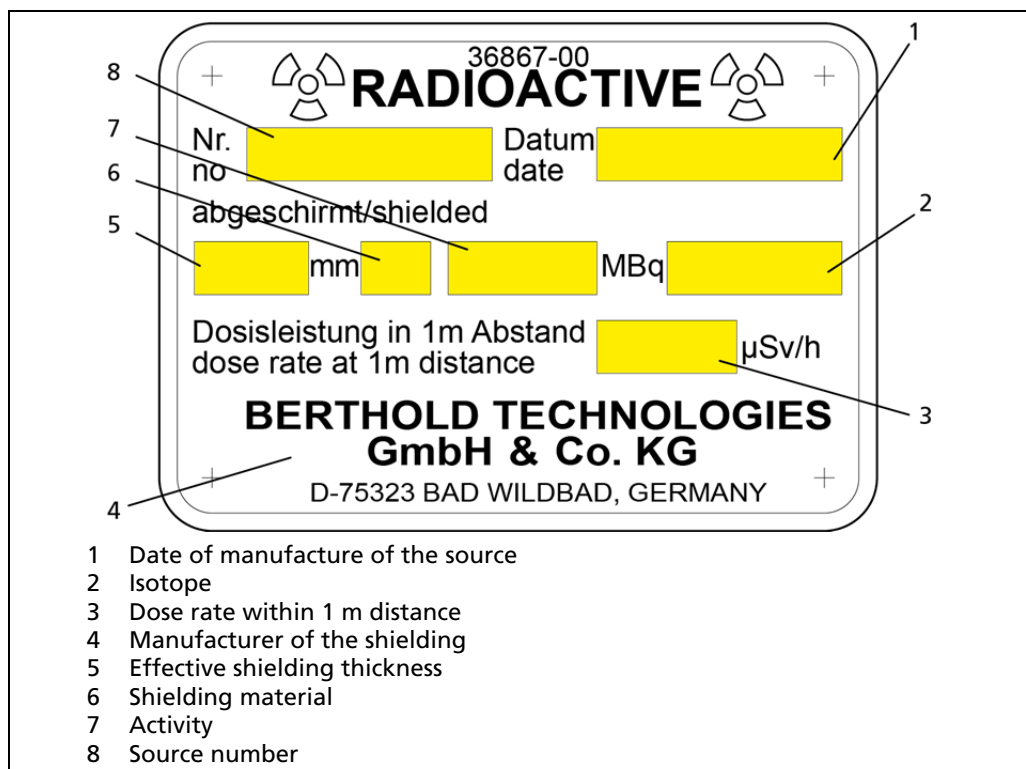 36867-00
RADIOACTIVE
Nr. Datum
no date
abgeschirmt/shielded
mm MBq
Dosisleistung in 1m Abstand
dose rate at 1m distance µSv/h
BERTHOLD TECHNOLOGIES
GmbH & Co. KG
D-75323 BAD WILDBAD, GERMANY
8
7
6
5
4
1
2
3
1 Date of manufacture of the source
2 Isotope
3 Dose rate within 1 m distance
4 Manufacturer of the shielding
5 Effective shielding thickness
6 Shielding material
7 Activity
8 Source number